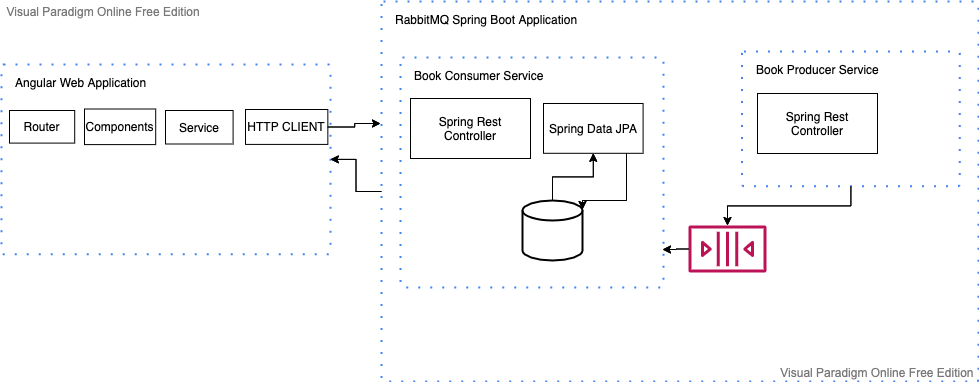 Visual Paradigm Online Free Edition
RabbitMQ Spring Boot Application
Angular Web Application
Router
Components
Service
HTTP CLIENT
Book Consumer Service
Spring Rest
Controller
Spring Data JPA
Book Producer Service
Spring Rest
Controller
Visual Paradigm Online Free Edition